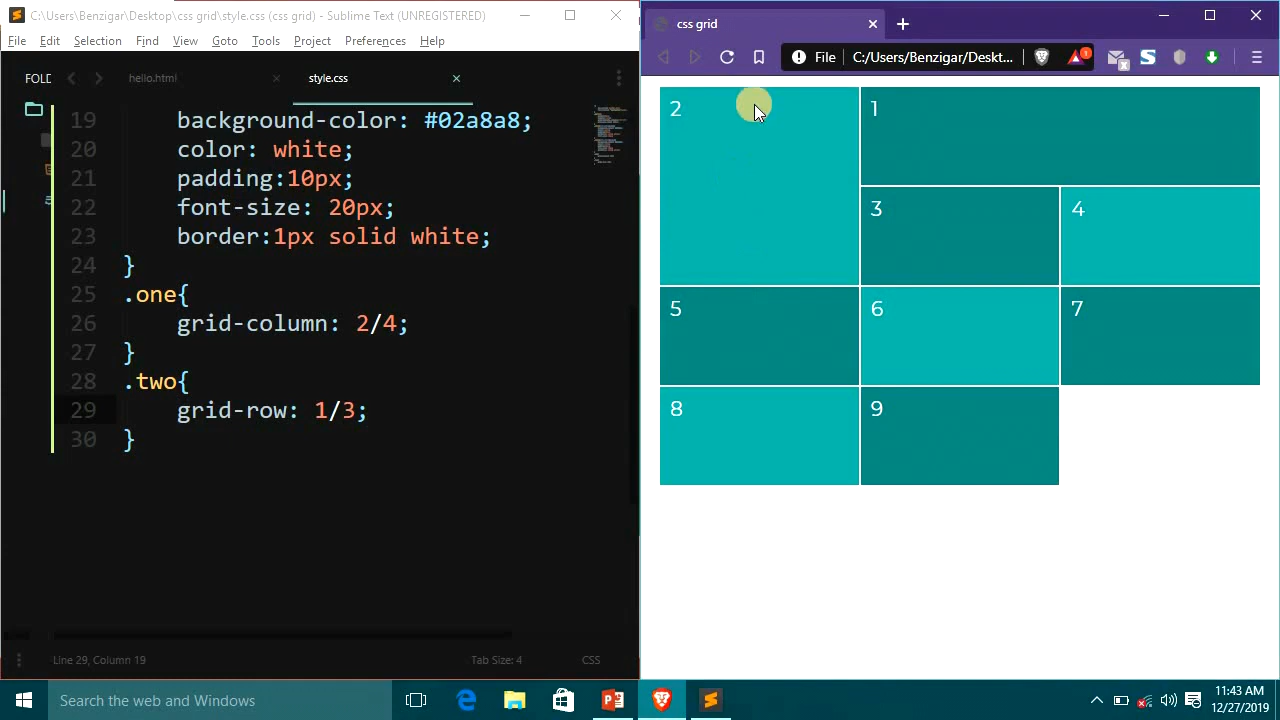 C:\Users\Benzigar\Desktop\css grid\style.css (css grid) - Sublime Text (UNREGISTERED)
File Edit Selection Find View Goto Tools Project Preferences Help
FOLD hello.html style.css
19 background-color: #02a8a8;
20 color: white;
21 padding:10px;
22 font-size: 20px;
23 border:1px solid white;
24 }
25 .one{
26 grid-column: 2/4;
27 }
28 .two{
29 grid-row: 1/3;
30 }
Line 29, Column 19 Tab Size: 4 CSS
css grid
File C:/Users/Benzigar/Deskt... 1
2 1
3 4
5 6 7
8 9
Search the web and Windows
11:43 AM
12/27/2019